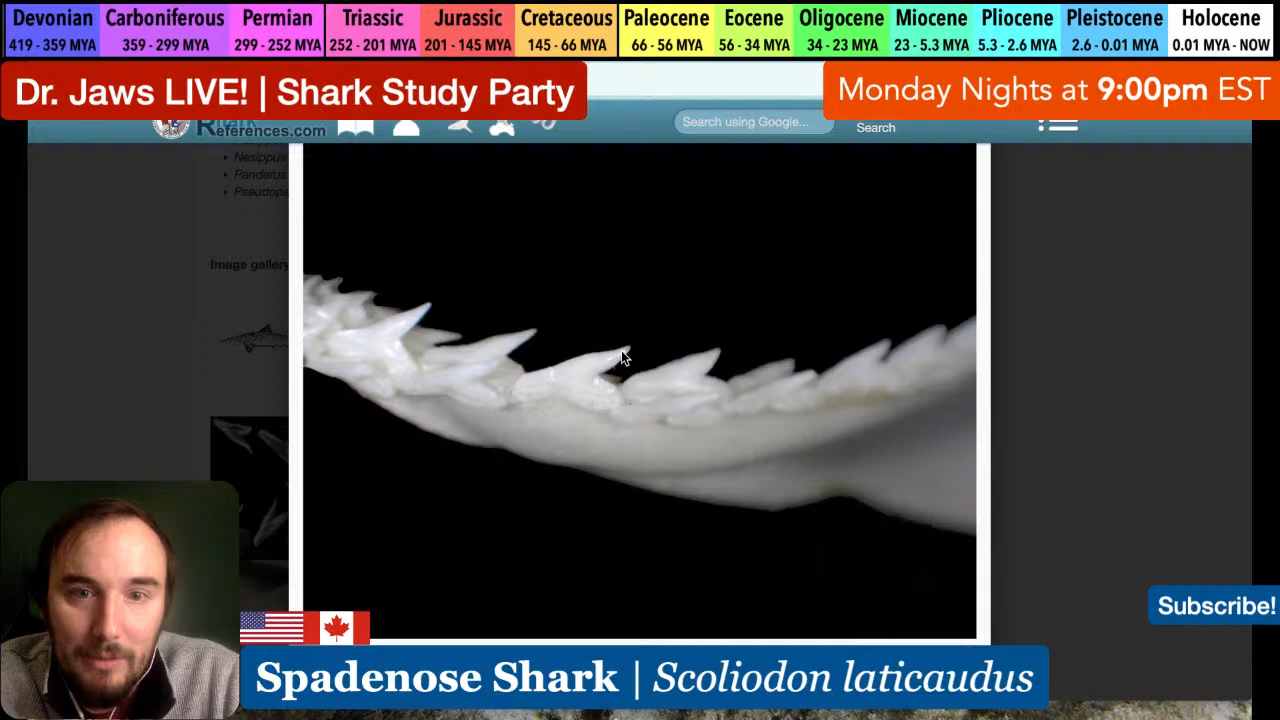 Devonian Carboniferous Permian Triassic Jurassic Cretaceous Paleocene Eocene Oligocene Miocene Pliocene Pleistocene Holocene
419 - 359 MYA 359 - 299 MYA 299 - 252 MYA 252 - 201 MYA 201 - 145 MYA 145 - 66 MYA 66 - 56 MYA 56 - 34 MYA 34 - 23 MYA 23 - 5.3 MYA 5.3 - 2.6 MYA 2.6 - 0.01 MYA 0.01 MYA - NOW
Dr. Jaws LIVE! | Shark Study Party
Monday Nights at 9:00pm EST
References.com
Search using Google...
Search
Nesippus
Pandarus
Pseudopa
Image gallery
Subscribe!
Spadenose Shark | Scoliodon laticaudus